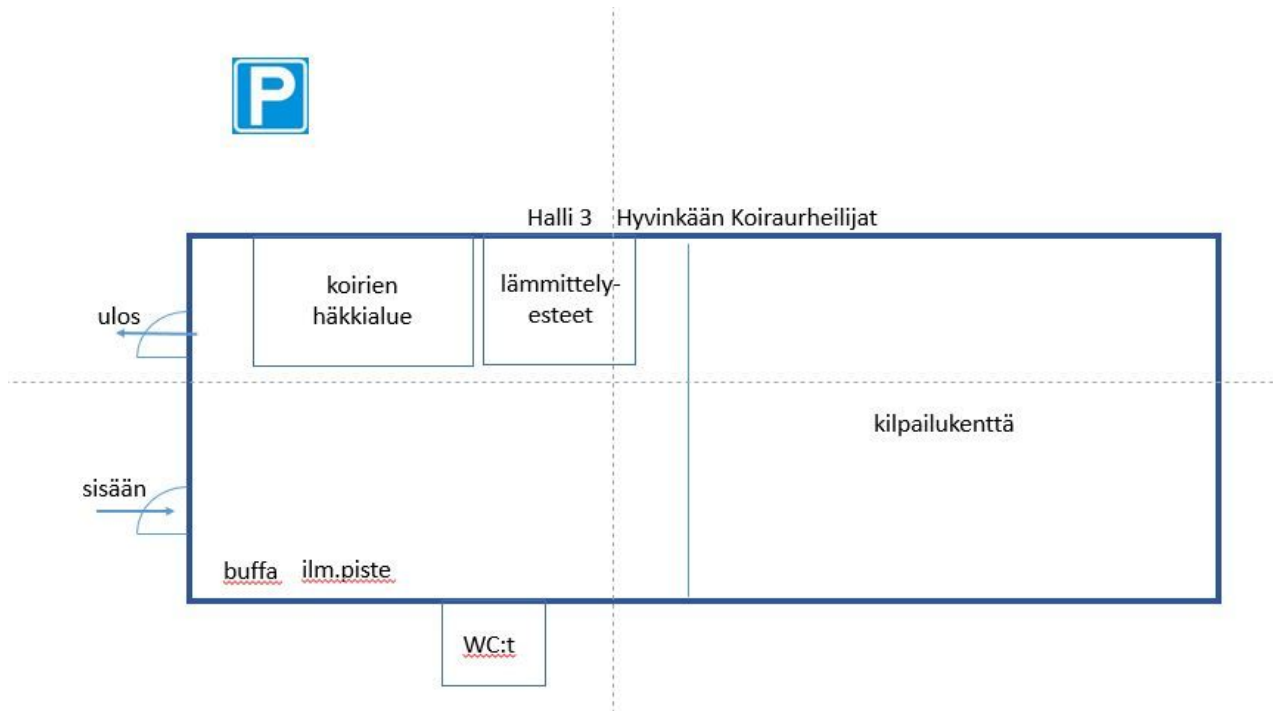 P
Halli 3 Hyvinkään Koiraurheilijat
koirien
häkkialue
lämmittely-
esteet
ulos
kilpailukenttä
sisään
buffa ilm.piste
WC:t